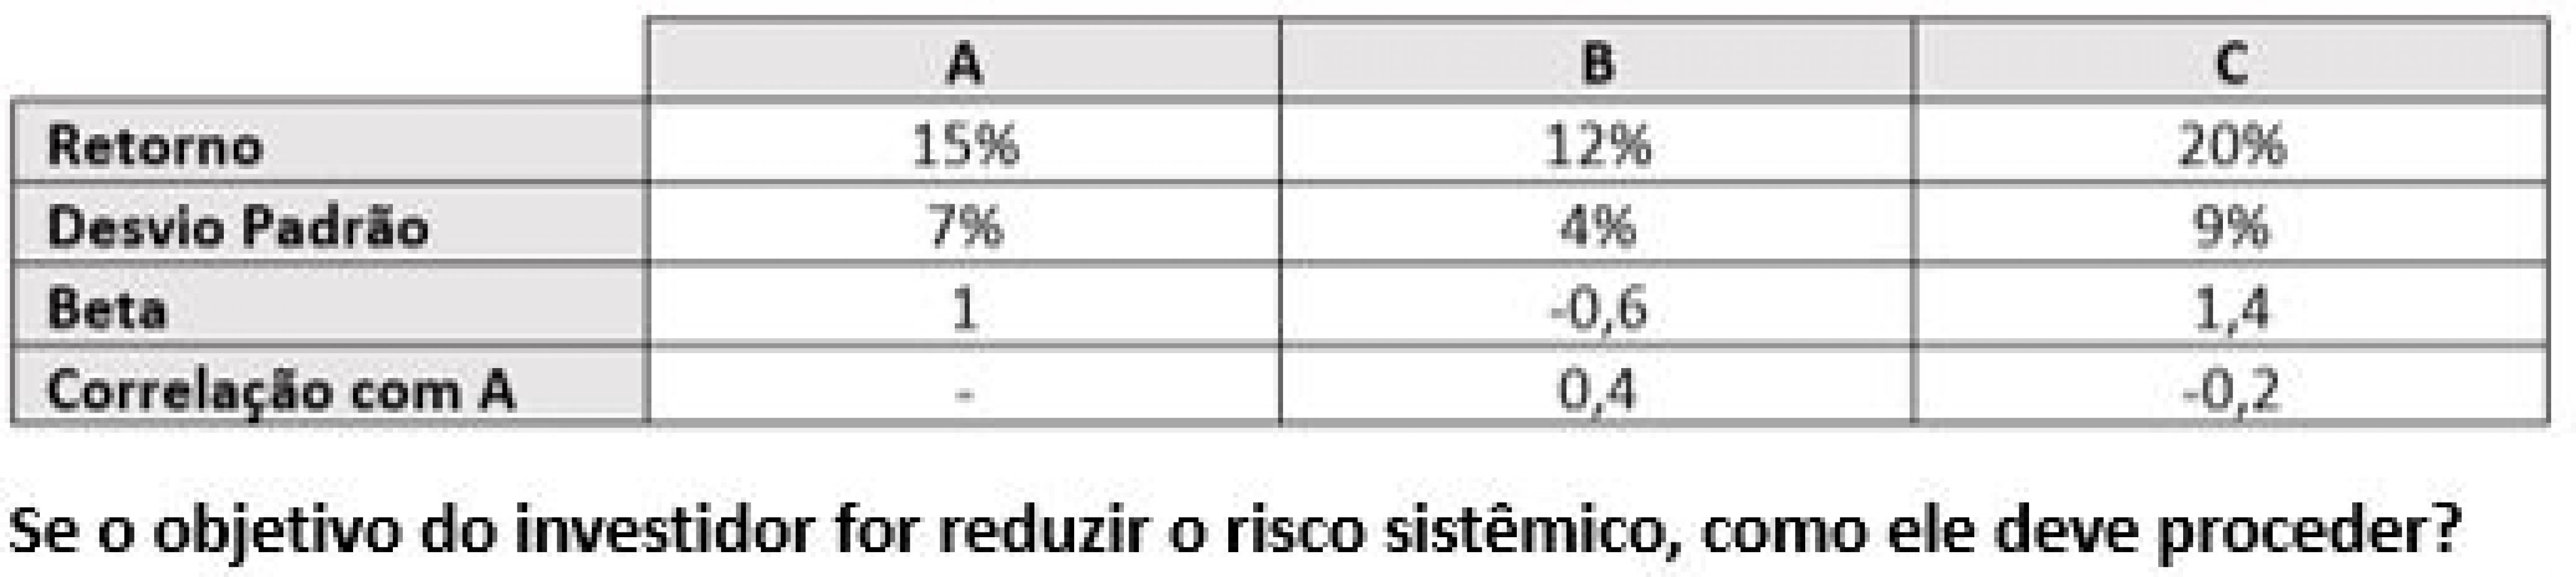 A B C
Retorno 15% 12% 20%
Desvio Padrão 7% 4% 9%
Beta 1 -0,6 1,4
Correlação com A - 0,4 -0,2
Se o objetivo do investidor for reduzir o risco sistêmico, como ele deve proceder?